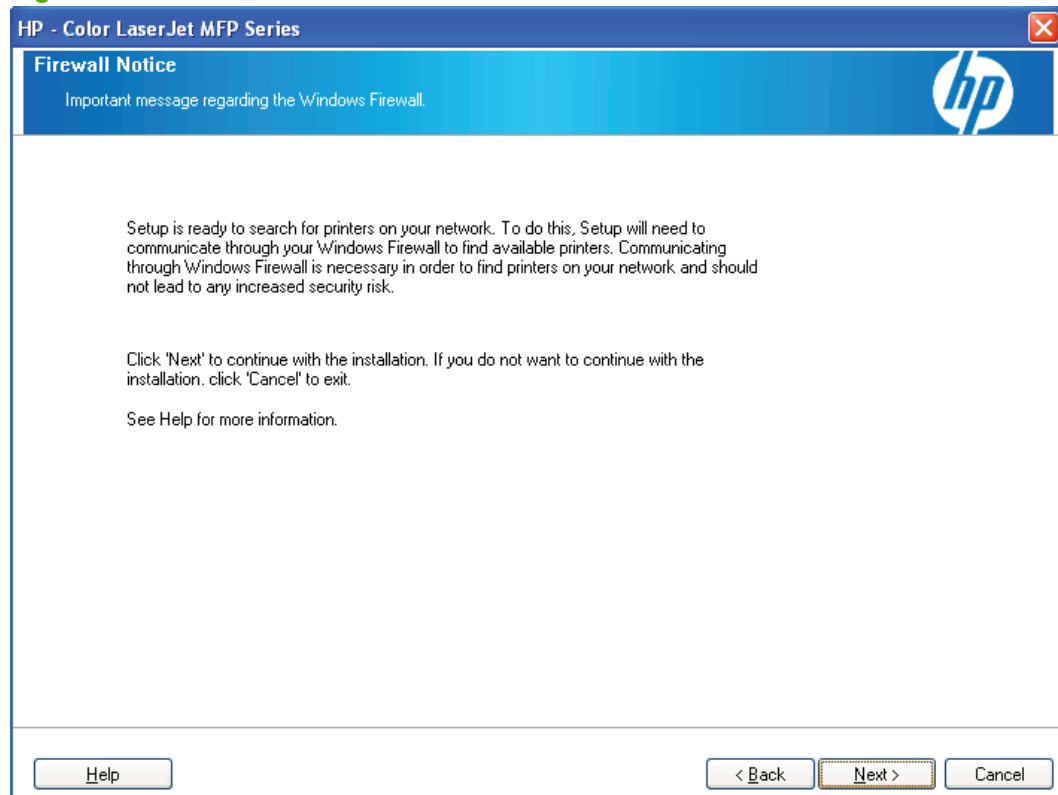 HP - Color LaserJet MFP Series
Firewall Notice
Important message regarding the Windows Firewall.
hp
Setup is ready to search for printers on your network. To do this, Setup will need to
communicate through your Windows Firewall to find available printers. Communicating
through Windows Firewall is necessary in order to find printers on your network and should
not lead to any increased security risk.
Click 'Next' to continue with the installation. If you do not want to continue with the
installation. click 'Cancel' to exit.
See Help for more information.
Help
< Back
Next >
Cancel